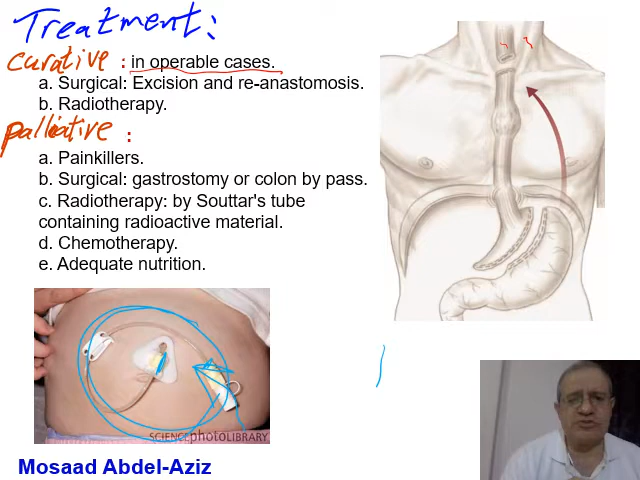 Treatment:
Curative : in operable cases.
a. Surgical: Excision and re-anastomosis.
b. Radiotherapy.
palliative :
a. Painkillers.
b. Surgical: gastrostomy or colon by pass.
c. Radiotherapy: by Souttar's tube
containing radioactive material.
d. Chemotherapy.
e. Adequate nutrition.
SCIENCEphotoLIBRARY
Mosaad Abdel-Aziz